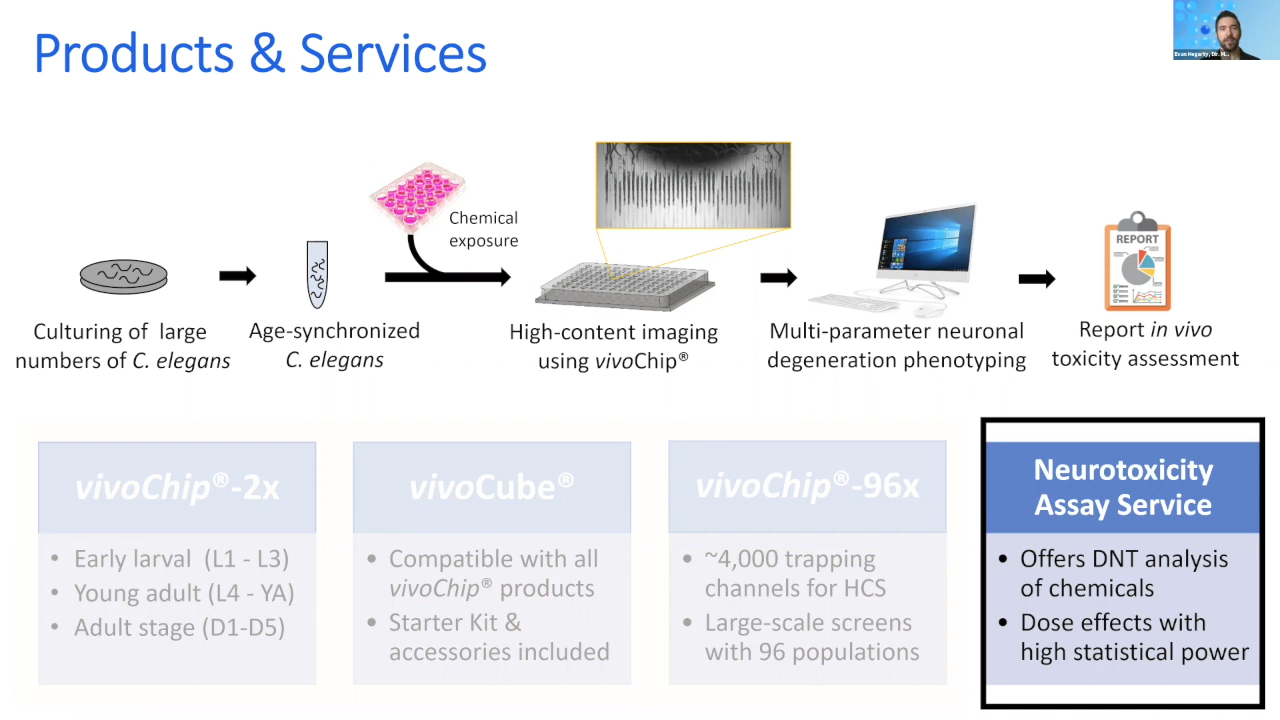 Products & Services
Evan Hegarty, Dir. M...
Chemical
exposure
REPORT
Culturing of large
numbers of C. elegans
Age-synchronized
C. elegans
High-content imaging
using vivoChip®
Multi-parameter neuronal
degeneration phenotyping
Report in vivo
toxicity assessment
vivoChip®-2x
• Early larval (L1 - L3)
• Young adult (L4 - YA)
• Adult stage (D1-D5)
vivoCube®
• Compatible with all
vivoChip® products
• Starter Kit &
accessories included
vivoChip®-96x
• ~4,000 trapping
channels for HCS
• Large-scale screens
with 96 populations
Neurotoxicity
Assay Service
• Offers DNT analysis
of chemicals
• Dose effects with
high statistical power